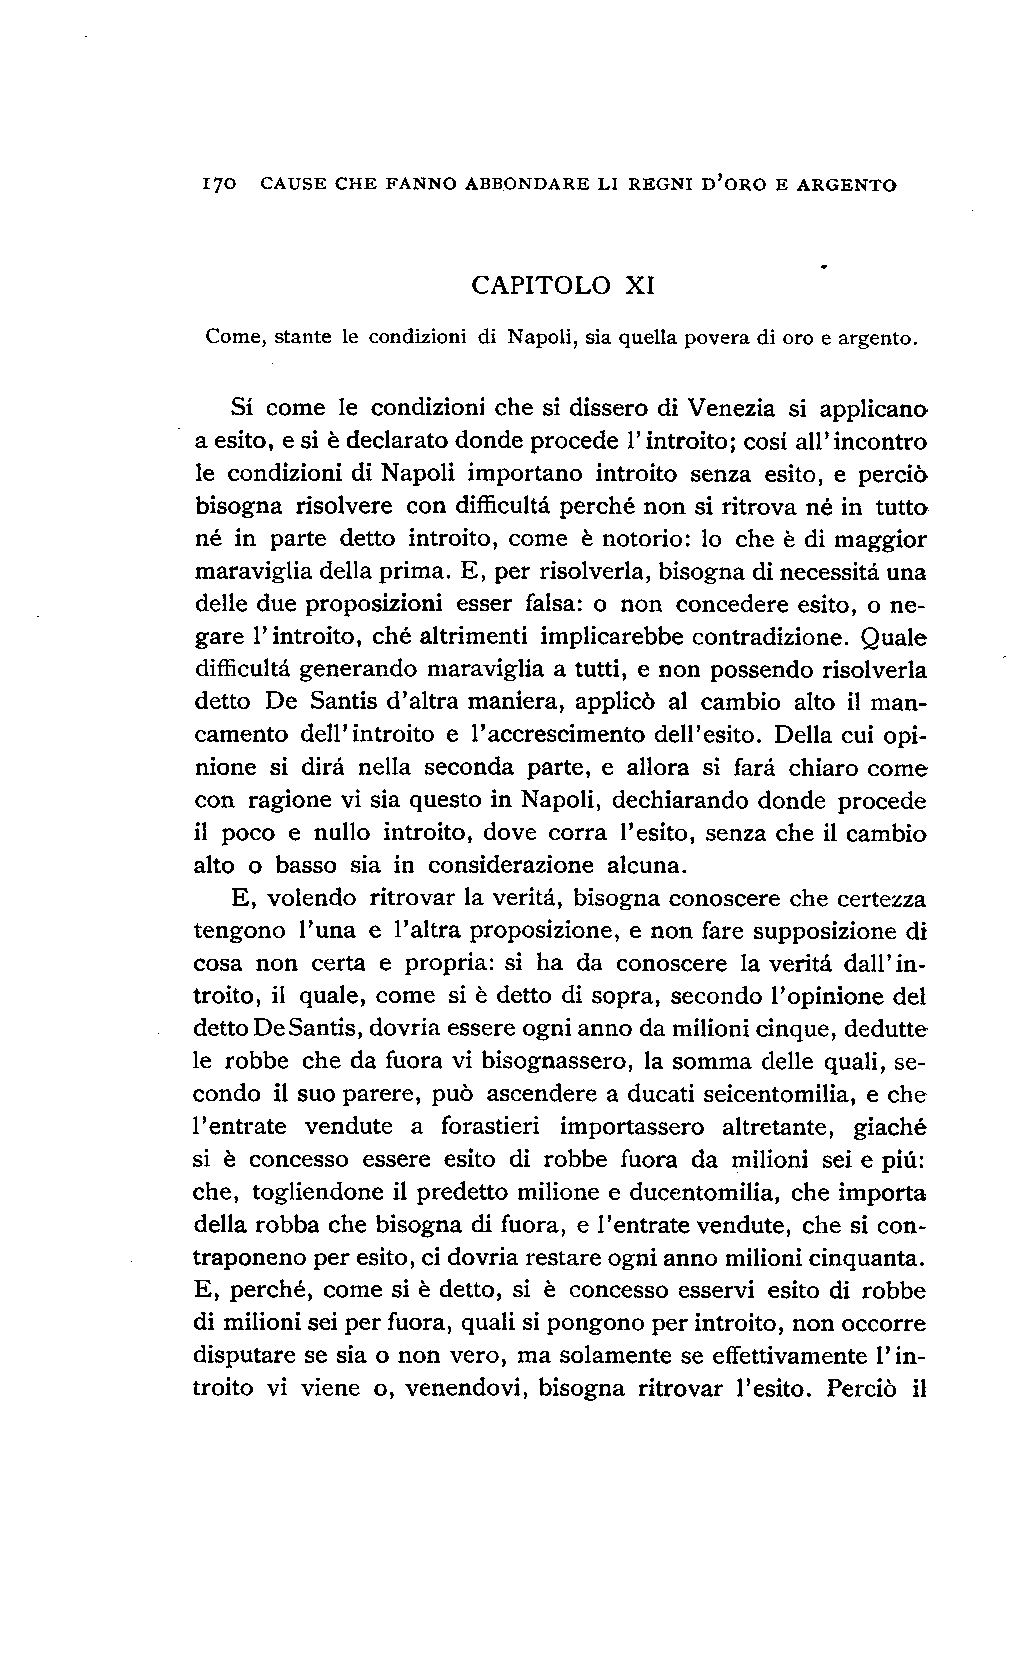 170 CAUSE CHE FANNO ABBONDARE LI REGNI D'ORO E ARGENTO
CAPITOLO XI
Come, stante le condizioni di Napoli, sia quella povera di oro e argento.
Sí come le condizioni che si dissero di Venezia si applicano
a esito, e si è declarato donde procede l'introito; cosí all'incontro
le condizioni di Napoli importano introito senza esito, e perciò
bisogna risolvere con difficultá perché non si ritrova né in tutto
né in parte detto introito, come è notorio: lo che è di maggior
maraviglia della prima. E, per risolverla, bisogna di necessitá una
delle due proposizioni esser falsa: o non concedere esito, o ne-
gare l'introito, ché altrimenti implicarebbe contradizione. Quale
difficultá generando maraviglia a tutti, e non possendo risolverla
detto De Santis d'altra maniera, applicò al cambio alto il man-
camento dell'introito e l'accrescimento dell'esito. Della cui opi-
nione si dirá nella seconda parte, e allora si fará chiaro come
con ragione vi sia questo in Napoli, dechiarando donde procede
il poco e nullo introito, dove corra l'esito, senza che il cambio
alto o basso sia in considerazione alcuna.
E, volendo ritrovar la veritá, bisogna conoscere che certezza
tengono l'una e l'altra proposizione, e non fare supposizione di
cosa non certa e propria: si ha da conoscere la veritá dall'in-
troito, il quale, come si è detto di sopra, secondo l'opinione del
detto De Santis, dovria essere ogni anno da milioni cinque, dedutte
le robbe che da fuora vi bisognassero, la somma delle quali, se-
condo il suo parere, può ascendere a ducati seicentomilia, e che
l'entrate vendute a forastieri importassero altretante, giaché
si è concesso essere esito di robbe fuora da milioni sei e piú:
che, togliendone il predetto milione e ducentomilia, che importa
della robba che bisogna di fuora, e l'entrate vendute, che si con-
traponeno per esito, ci dovria restare ogni anno milioni cinquanta.
E, perché, come si è detto, si è concesso esservi esito di robbe
di milioni sei per fuora, quali si pongono per introito, non occorre
disputare se sia o non vero, ma solamente se effettivamente l'in-
troito vi viene o, venendovi, bisogna ritrovar l'esito. Perciò il